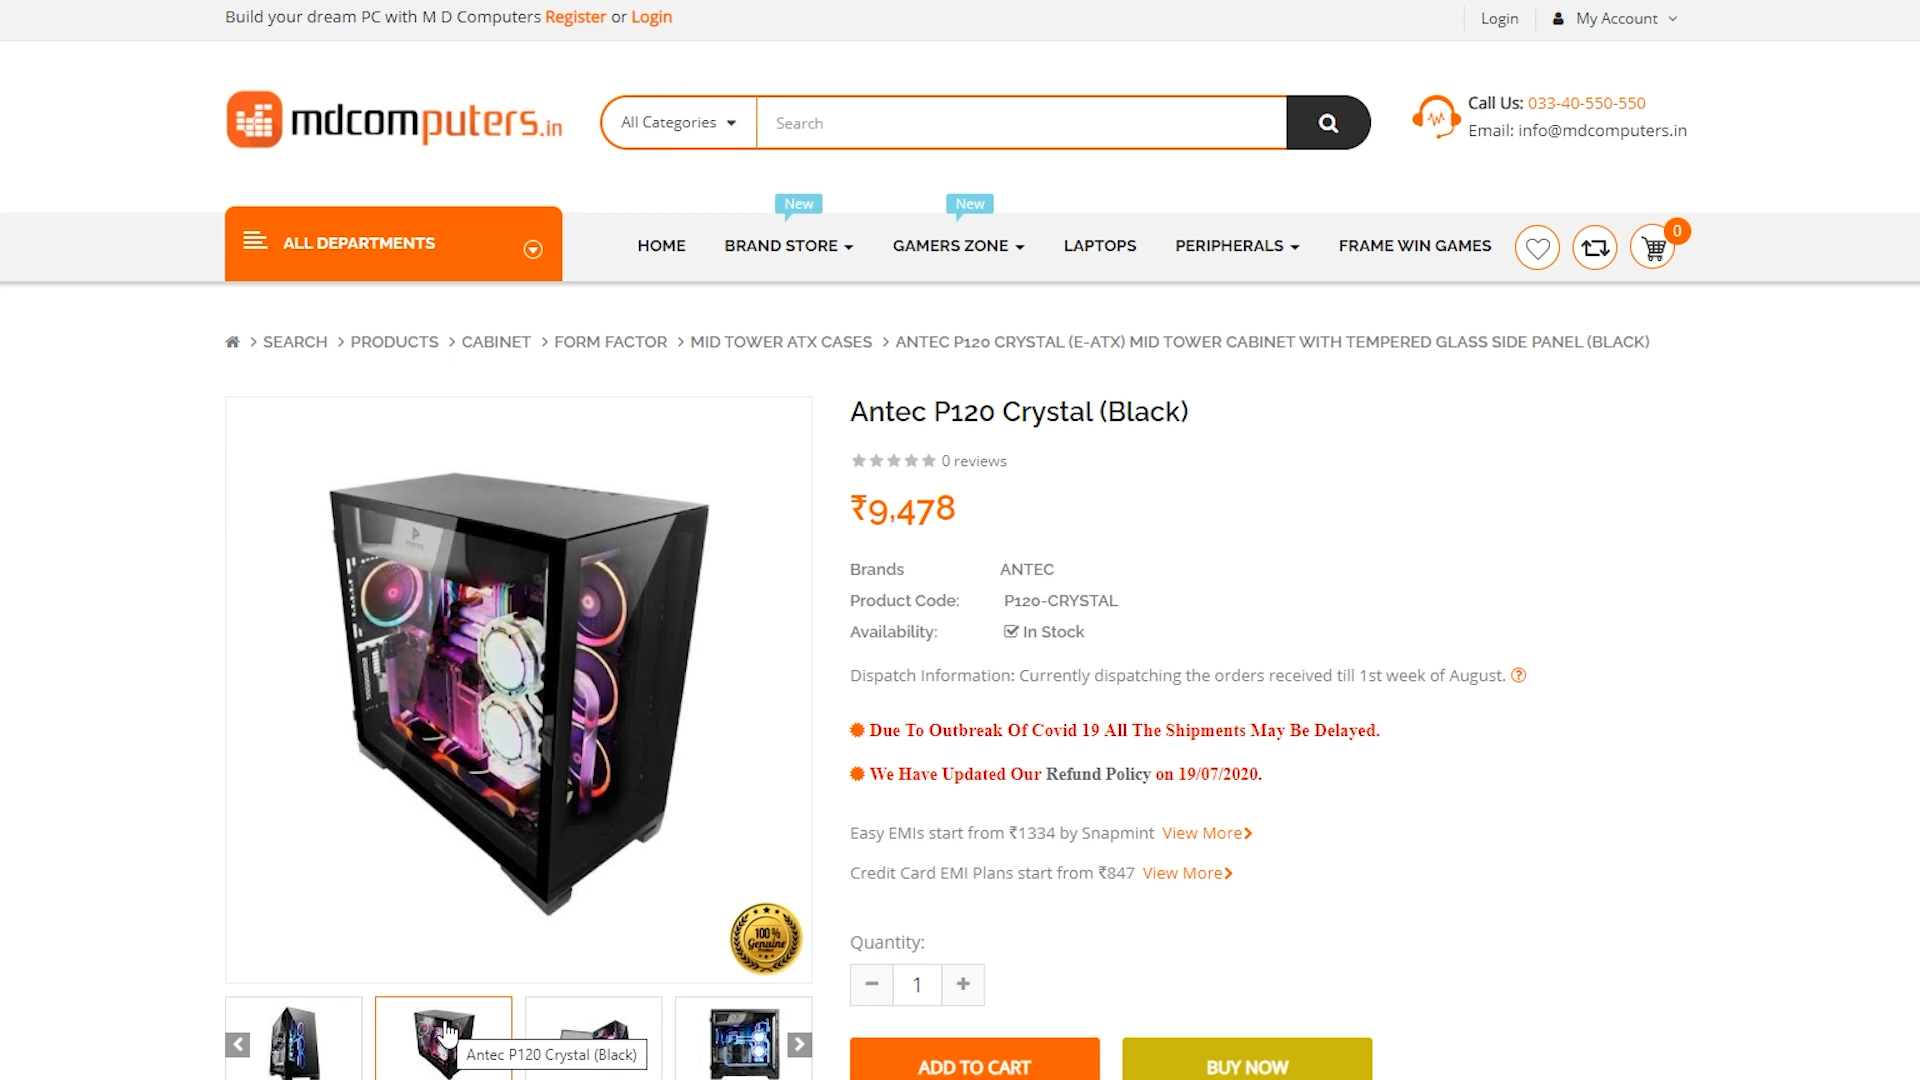 Build your dream PC with M D Computers Register or Login
Login
My Account
mdcomputers.in
All Categories
Search
Call Us: 033-40-550-550
Email: info@mdcomputers.in
New
New
ALL DEPARTMENTS
HOME
BRAND STORE
GAMERS ZONE
LAPTOPS
PERIPHERALS
FRAME WIN GAMES
0
SEARCH > PRODUCTS > CABINET > FORM FACTOR > MID TOWER ATX CASES > ANTEC P120 CRYSTAL (E-ATX) MID TOWER CABINET WITH TEMPERED GLASS SIDE PANEL (BLACK)
Antec P120 Crystal (Black)
0 reviews
₹9,478
Brands ANTEC
Product Code: P120-CRYSTAL
Availability: In Stock
Dispatch Information: Currently dispatching the orders received till 1st week of August.
Due To Outbreak Of Covid 19 All The Shipments May Be Delayed.
We Have Updated Our Refund Policy on 19/07/2020.
Easy EMIs start from ₹1334 by Snapmint View More
Credit Card EMI Plans start from ₹847 View More
100%
Genuine
Quantity:
1
Antec P120 Crystal (Black)
ADD TO CART
BUY NOW